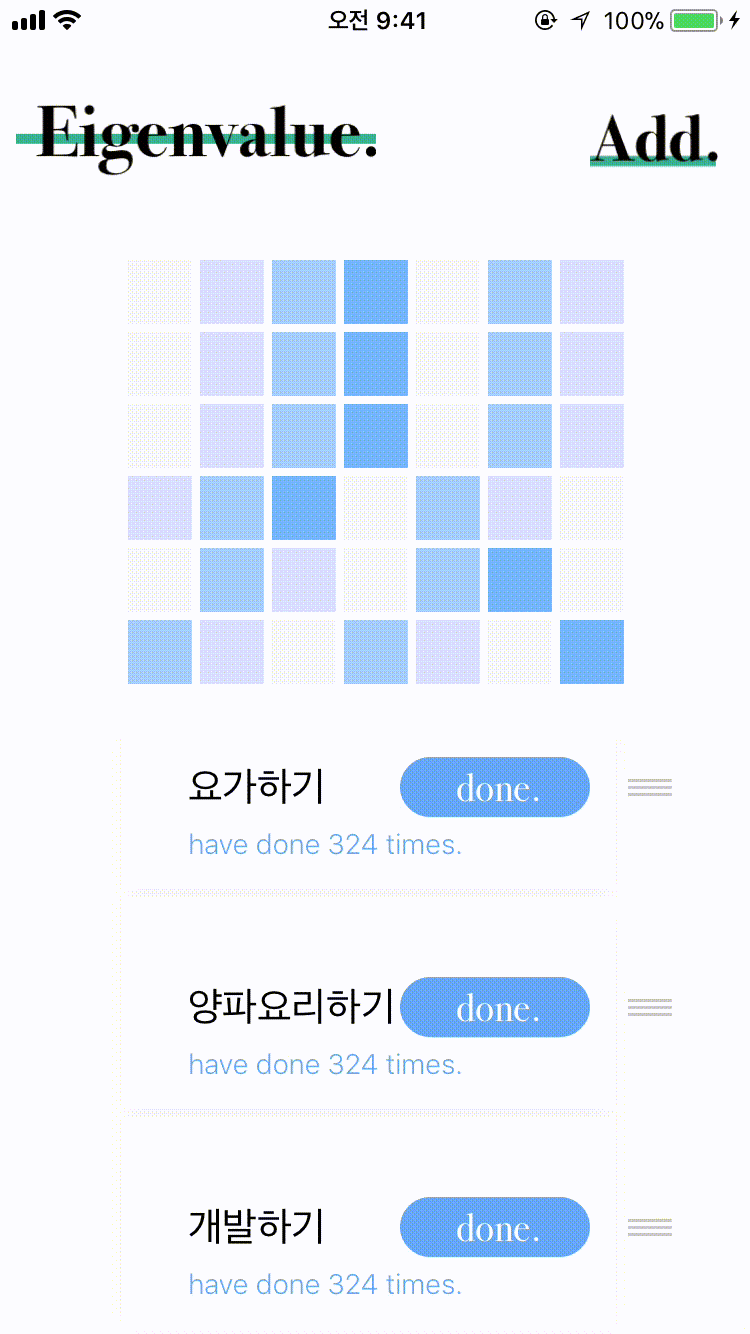 오전 9:41 100%
Eigenvalue. Add.
요가하기 done.
have done 324 times.
양파요리하기 done.
have done 324 times.
개발하기 done.
have done 324 times.